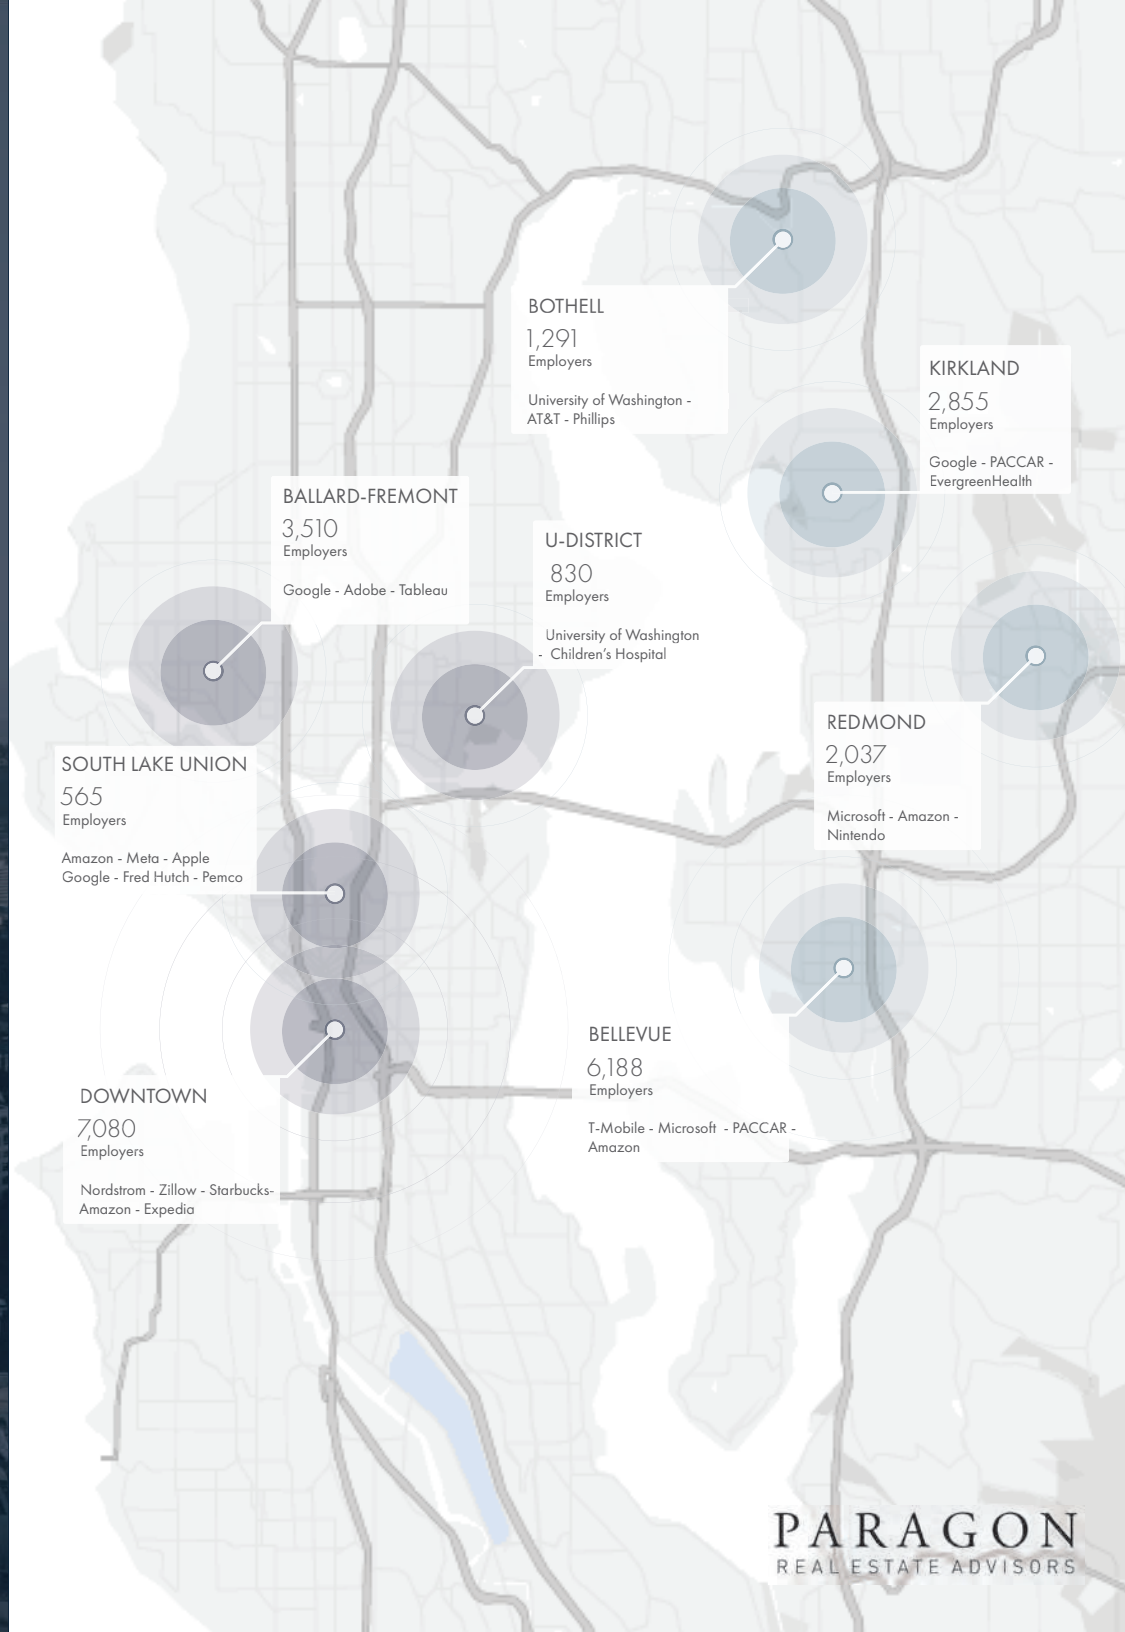 BOTHELL
1,291
Employers
University of Washington -
AT&T - Phillips
KIRKLAND
2,855
Employers
Google - PACCAR -
EvergreenHealth
BALLARD-FREMONT
3,510
Employers
Google - Adobe - Tableau
U-DISTRICT
830
Employers
University of Washington
- Children's Hospital
REDMOND
2,037
Employers
Microsoft - Amazon -
Nintendo
SOUTH LAKE UNION
565
Employers
Amazon - Meta - Apple
Google - Fred Hutch - Pemco
BELLEVUE
6,188
Employers
T-Mobile - Microsoft - PACCAR -
Amazon
DOWNTOWN
7,080
Employers
Nordstrom - Zillow - Starbucks-
Amazon - Expedia
PARAGON
REAL ESTATE ADVISORS